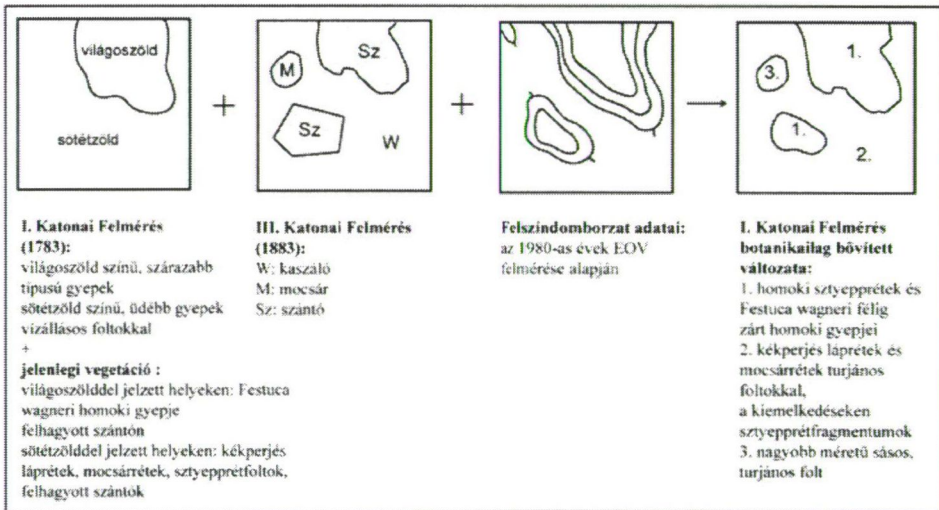 világoszöld
sötétzöld
+
M
Sz
Sz
W
+
3.
1.
1.
2.
I. Katonai Felmérés
(1783):
világoszöld színű, szárazabb
típusú gyepek
sötétzöld színű, üdébb gyepek
vízállásos foltokkal
+
jelenlegi vegetáció :
világoszölddel jelzett helyeken: Festuca
wagneri homoki gyepje
felhagyott szántón
sötétzölddel jelzett helyeken: kékperjés
láprétek, mocsárrétek, sztyepprétfoltok,
felhagyott szántók
III. Katonai Felmérés
(1883):
W: kaszáló
M: mocsár
Sz: szántó
Felszíndomborzat adatai:
az 1980-as évek EOV
felmérése alapján
I. Katonai Felmérés
botanikailag bővített
változata:
1. homoki sztyepprétek és
Festuca wagneri félig
zárt homoki gyepjei
2. kékperjés láprétek és
mocsárrétek turjános
foltokkal,
a kiemelkedéseken
sztyepprétfragmentumok
3. nagyobb méretű sásos,
turjános folt